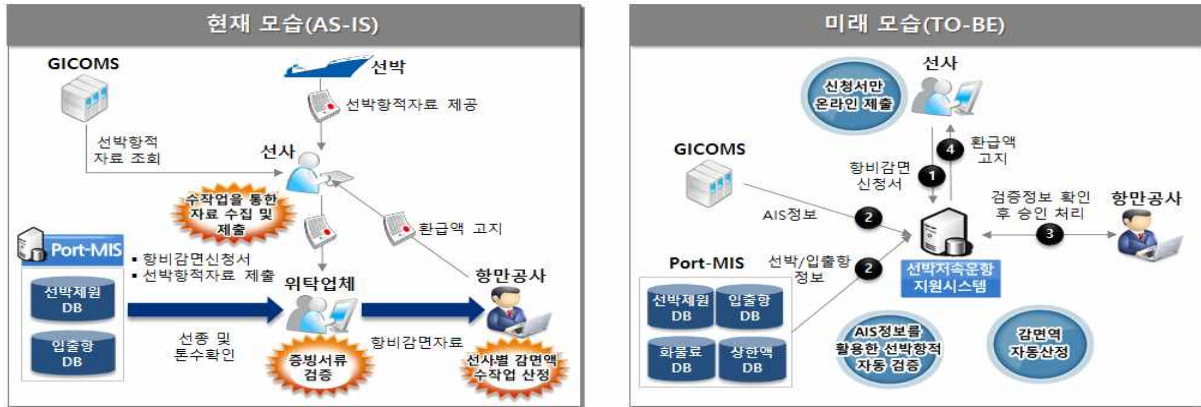 현재 모습(AS-IS)
GICOMS
선박
선박항적자료 제공
선박항적
자료 조회
선사
수작업을 통한
자료 수집 및
제출
환급액 고지
Port-MIS
▪ 항비감면신청서
▪ 선박항적자료 제출
선박제원
DB
입출항
DB
위탁업체
항만공사
선종 및
톤수확인
항비감면자료
증빙서류
검증
선사별 감면액
수작업 산정
미래 모습(TO-BE)
선사
신청서만
온라인 제출
GICOMS
항비감면
신청서
1
4
환급액
고지
AIS정보
2
검증정보 확인
후 승인 처리
3
항만공사
Port-MIS
선박/입출항
정보
2
선박저속운항
지원시스템
선박제원
DB
입출항
DB
화물료
DB
상한액
DB
AIS정보를
활용한 선박항적
자동 검증
감면역
자동산정